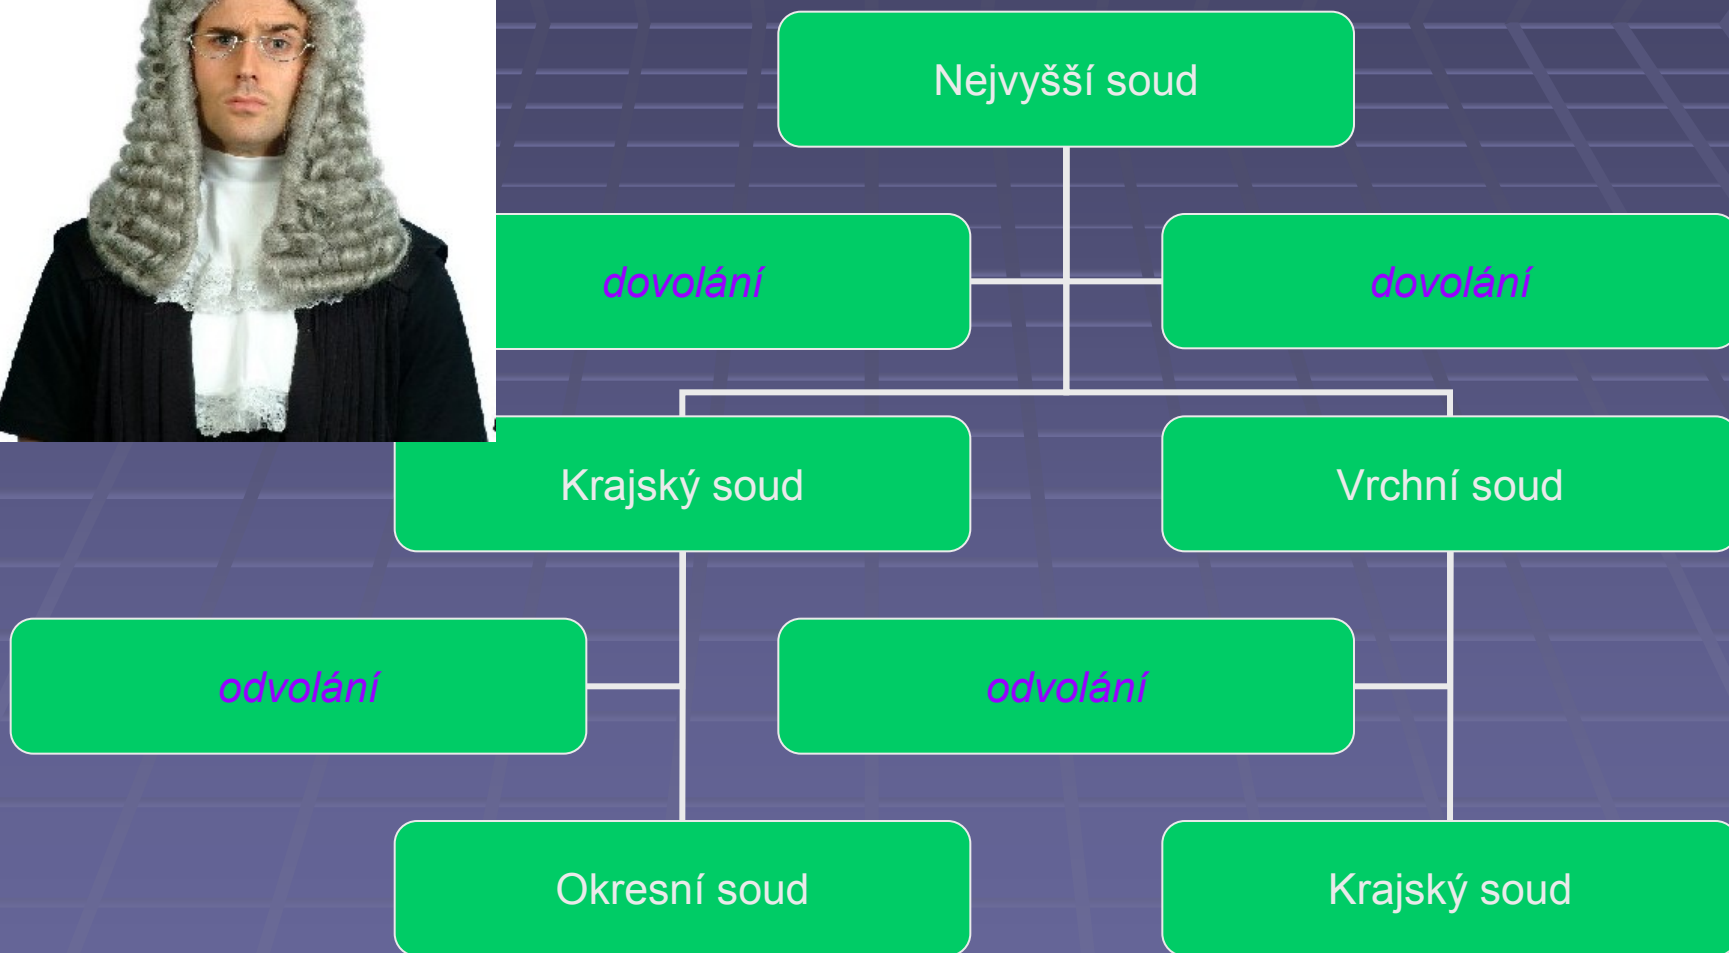 Nejvyšší soud
dovolání
dovolání
Krajský soud
Vrchní soud
odvolání
odvolání
Okresní soud
Krajský soud